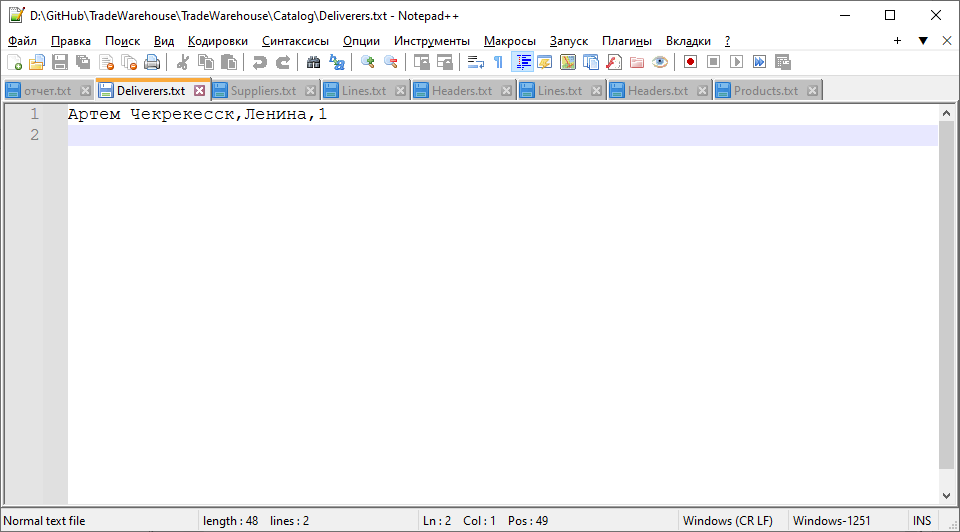 D:\GitHub\TradeWarehouse\TradeWarehouse\Catalog\Deliverers.txt - Notepad++
Файл Правка Поиск Вид Кодировки Синтаксисы Опции Инструменты Макросы Запуск Плагины Вкладки ? + ▼ X
отчет.txt Deliverers.txt Suppliers.txt Lines.txt Headers.txt Lines.txt Headers.txt Products.txt
1 Артем Чекрекесск,Ленина,1
2
Normal text file length : 48 lines : 2 Ln : 2 Col : 1 Pos : 49 Windows (CR LF) Windows-1251 INS